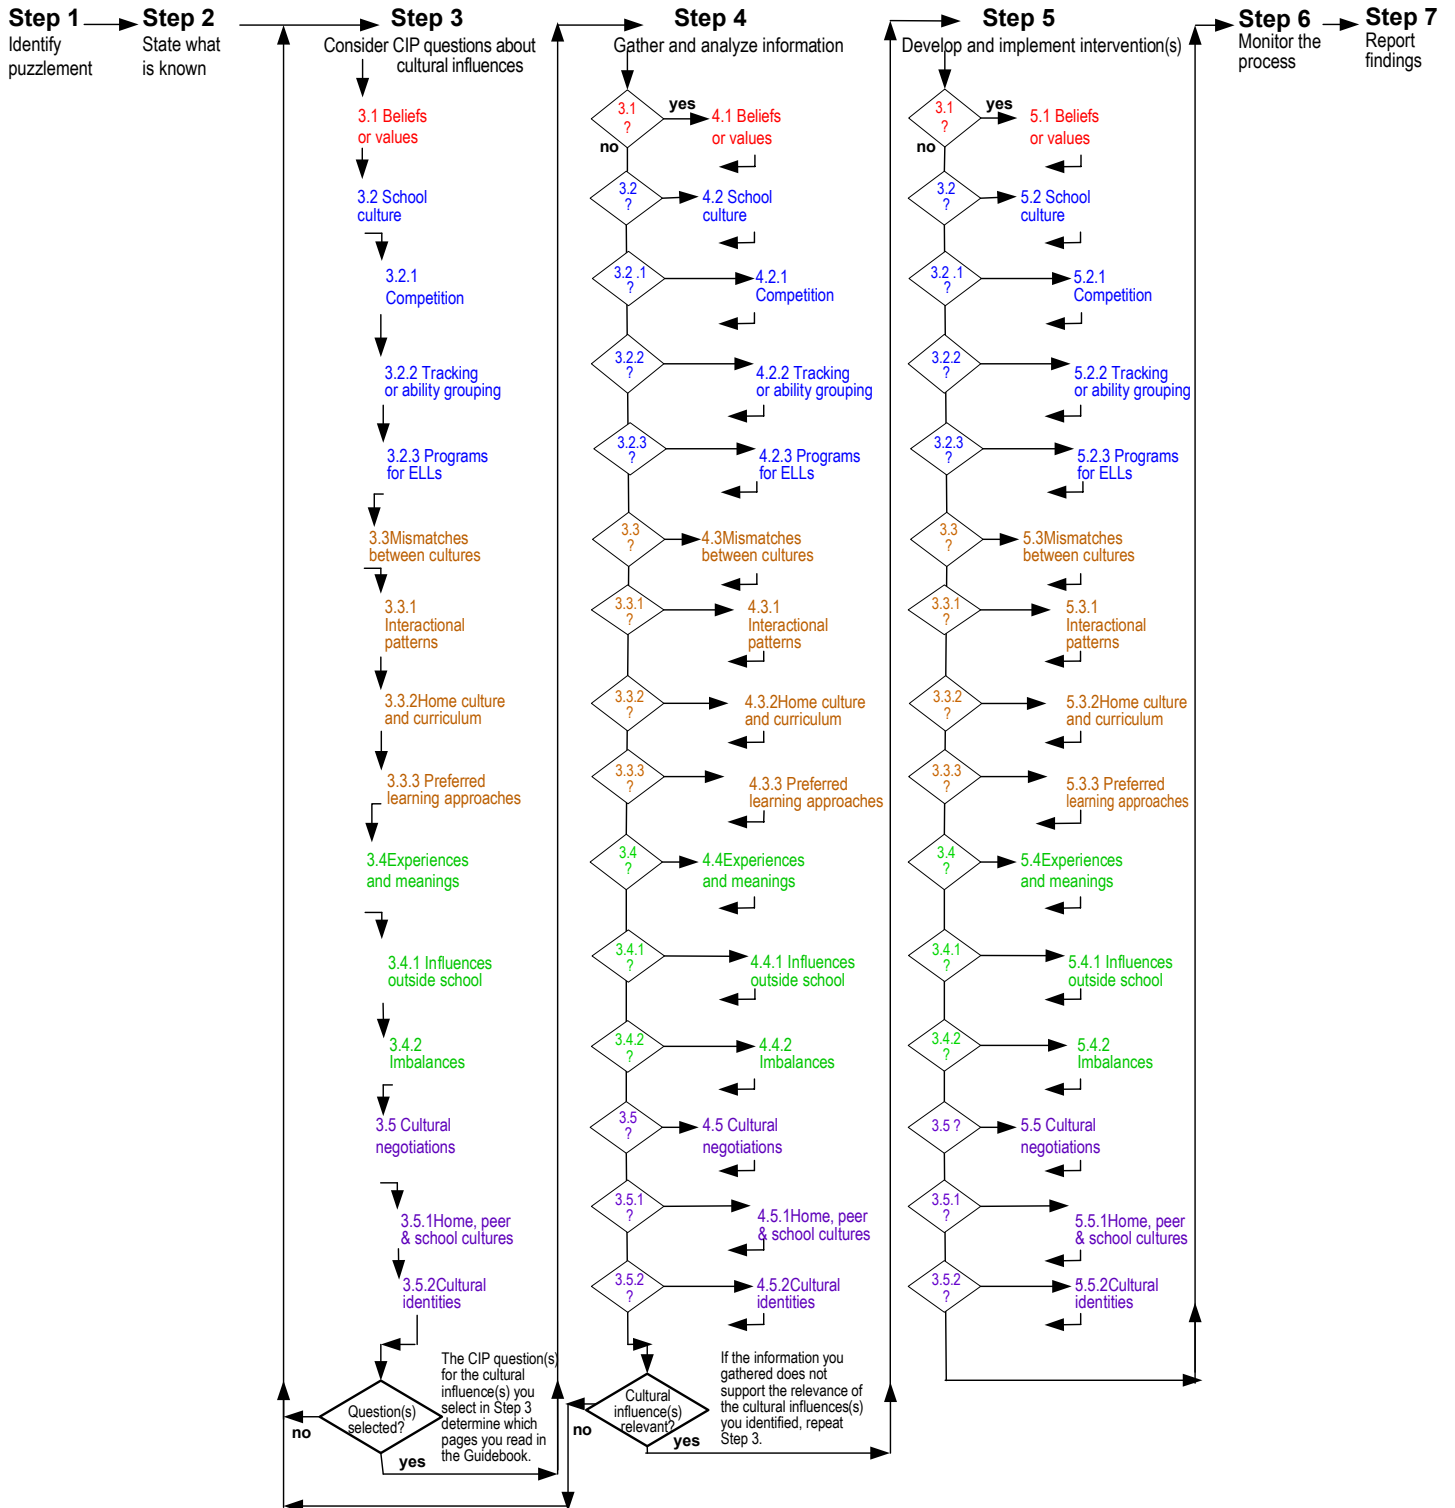 Step 1
Identify
puzzlement
Step 2
State what
is known
Step 3
Consider CIP questions about
cultural influences
3.1 Beliefs
or values
3.2 School
culture
3.2.1
Competition
3.2.2 Tracking
or ability grouping
3.2.3 Programs
for ELLs
3.3Mismatches
between cultures
3.3.1
Interactional
patterns
3.3.2Home culture
and curriculum
3.3.3 Preferred
learning approaches
3.4Experiences
and meanings
3.4.1 Influences
outside school
3.4.2
Imbalances
3.5 Cultural
negotiations
3.5.1Home, peer
& school cultures
3.5.2Cultural
identities
Question(s)
selected?
no
yes
The CIP question(s)
for the cultural
influence(s) you
select in Step 3
determine which
pages you read in
the Guidebook.
Step 4
Gather and analyze information
3.1
?
yes
no
4.1 Beliefs
or values
3.2
?
4.2 School
culture
3.2 .1
?
4.2.1
Competition
3.2.2
?
4.2.2 Tracking
or ability grouping
3.2.3
?
4.2.3 Programs
for ELLs
3.3
?
4.3Mismatches
between cultures
3.3.1
?
4.3.1
Interactional
patterns
3.3.2
?
4.3.2Home culture
and curriculum
3.3.3
?
4.3.3 Preferred
learning approaches
3.4
?
4.4Experiences
and meanings
3.4.1
?
4.4.1 Influences
outside school
3.4.2
?
4.4.2
Imbalances
3.5
?
4.5 Cultural
negotiations
3.5.1
?
4.5.1Home, peer
& school cultures
3.5.2
?
4.5.2Cultural
identities
Cultural
influence(s)
relevant?
no
yes
If the information you
gathered does not
support the relevance of
the cultural influences(s)
you identified, repeat
Step 3.
Step 5
Develop and implement intervention(s)
3.1
?
yes
no
5.1 Beliefs
or values
3.2
?
5.2 School
culture
3.2 .1
?
5.2.1
Competition
3.2.2
?
5.2.2 Tracking
or ability grouping
3.2.3
?
5.2.3 Programs
for ELLs
3.3
?
5.3Mismatches
between cultures
3.3.1
?
5.3.1
Interactional
patterns
3.3.2
?
5.3.2Home culture
and curriculum
3.3.3
?
5.3.3 Preferred
learning approaches
3.4
?
5.4Experiences
and meanings
3.4.1
?
5.4.1 Influences
outside school
3.4.2
?
5.4.2
Imbalances
3.5 ?
5.5 Cultural
negotiations
3.5.1
?
5.5.1Home, peer
& school cultures
3.5.2
?
5.5.2Cultural
identities
Step 6
Monitor the
process
Step 7
Report
findings